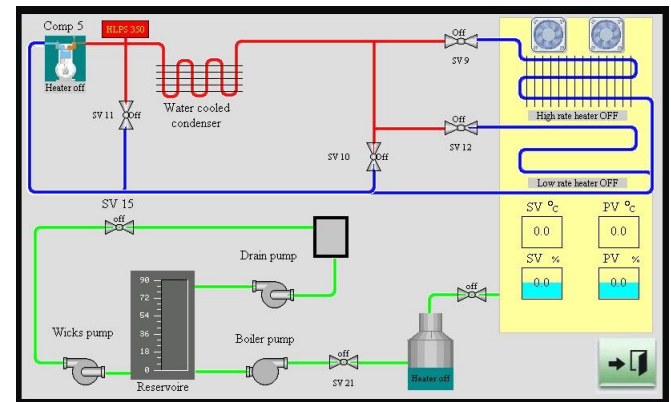 Comp 5
HLPS 350
Off
SV 9
Heater off
SV 11
Off
Water cooled
condenser
High rate heater OFF
Off
SV 12
SV 10
Off
Low rate heater OFF
SV 15
off
SV °C
PV °C
0.0
0.0
Drain pump
SV %
PV %
0.0
0.0
90
72
54
36
18
0
off
Wicks pump
Boiler pump
off
SV 21
Heater off
Reservoire